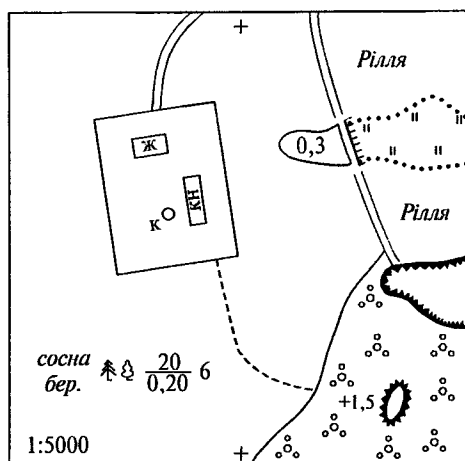 Рілля
0,3
Ж
КН
К
Рілля
сосна
бер.
20
0,20
6
+1,5
1:5000